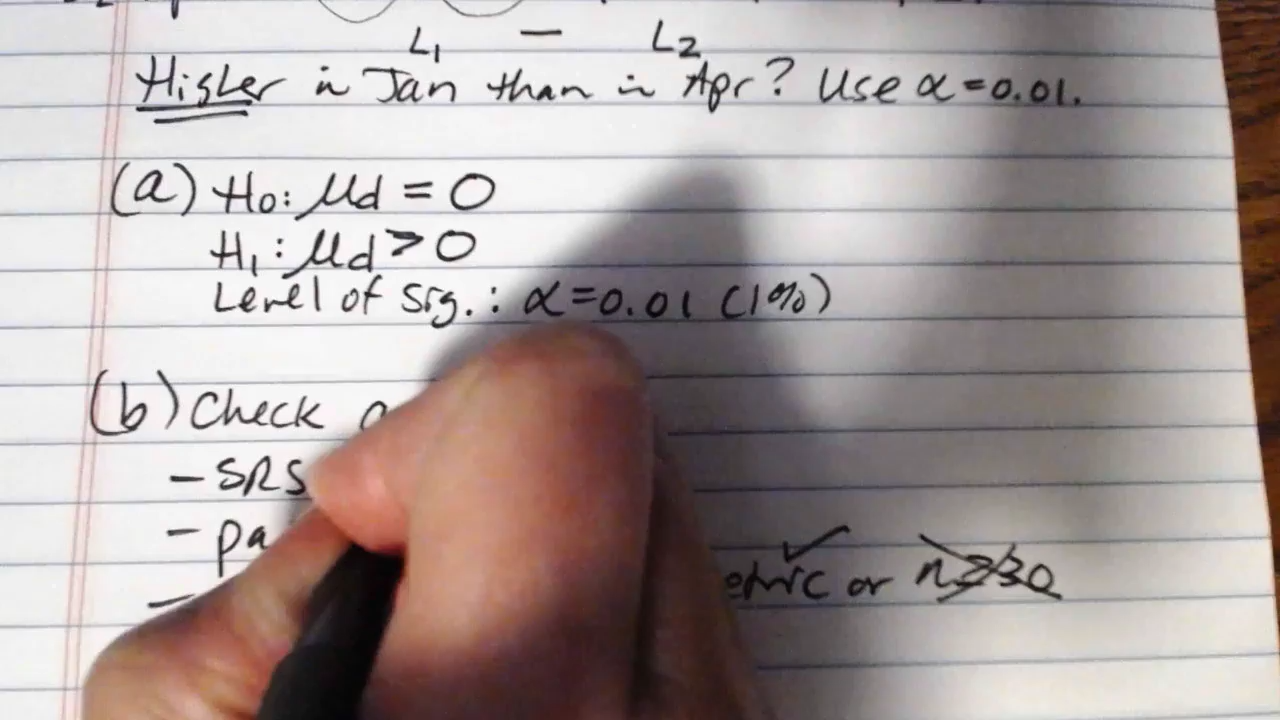 L1 – L2
Higher in Jan than in Apr? Use α=0.01.
(a) H0: μd = 0
H1: μd > 0
Level of Sig.: α=0.01 (1%)
(b) Check
– SRS
– pa
– or n≥30